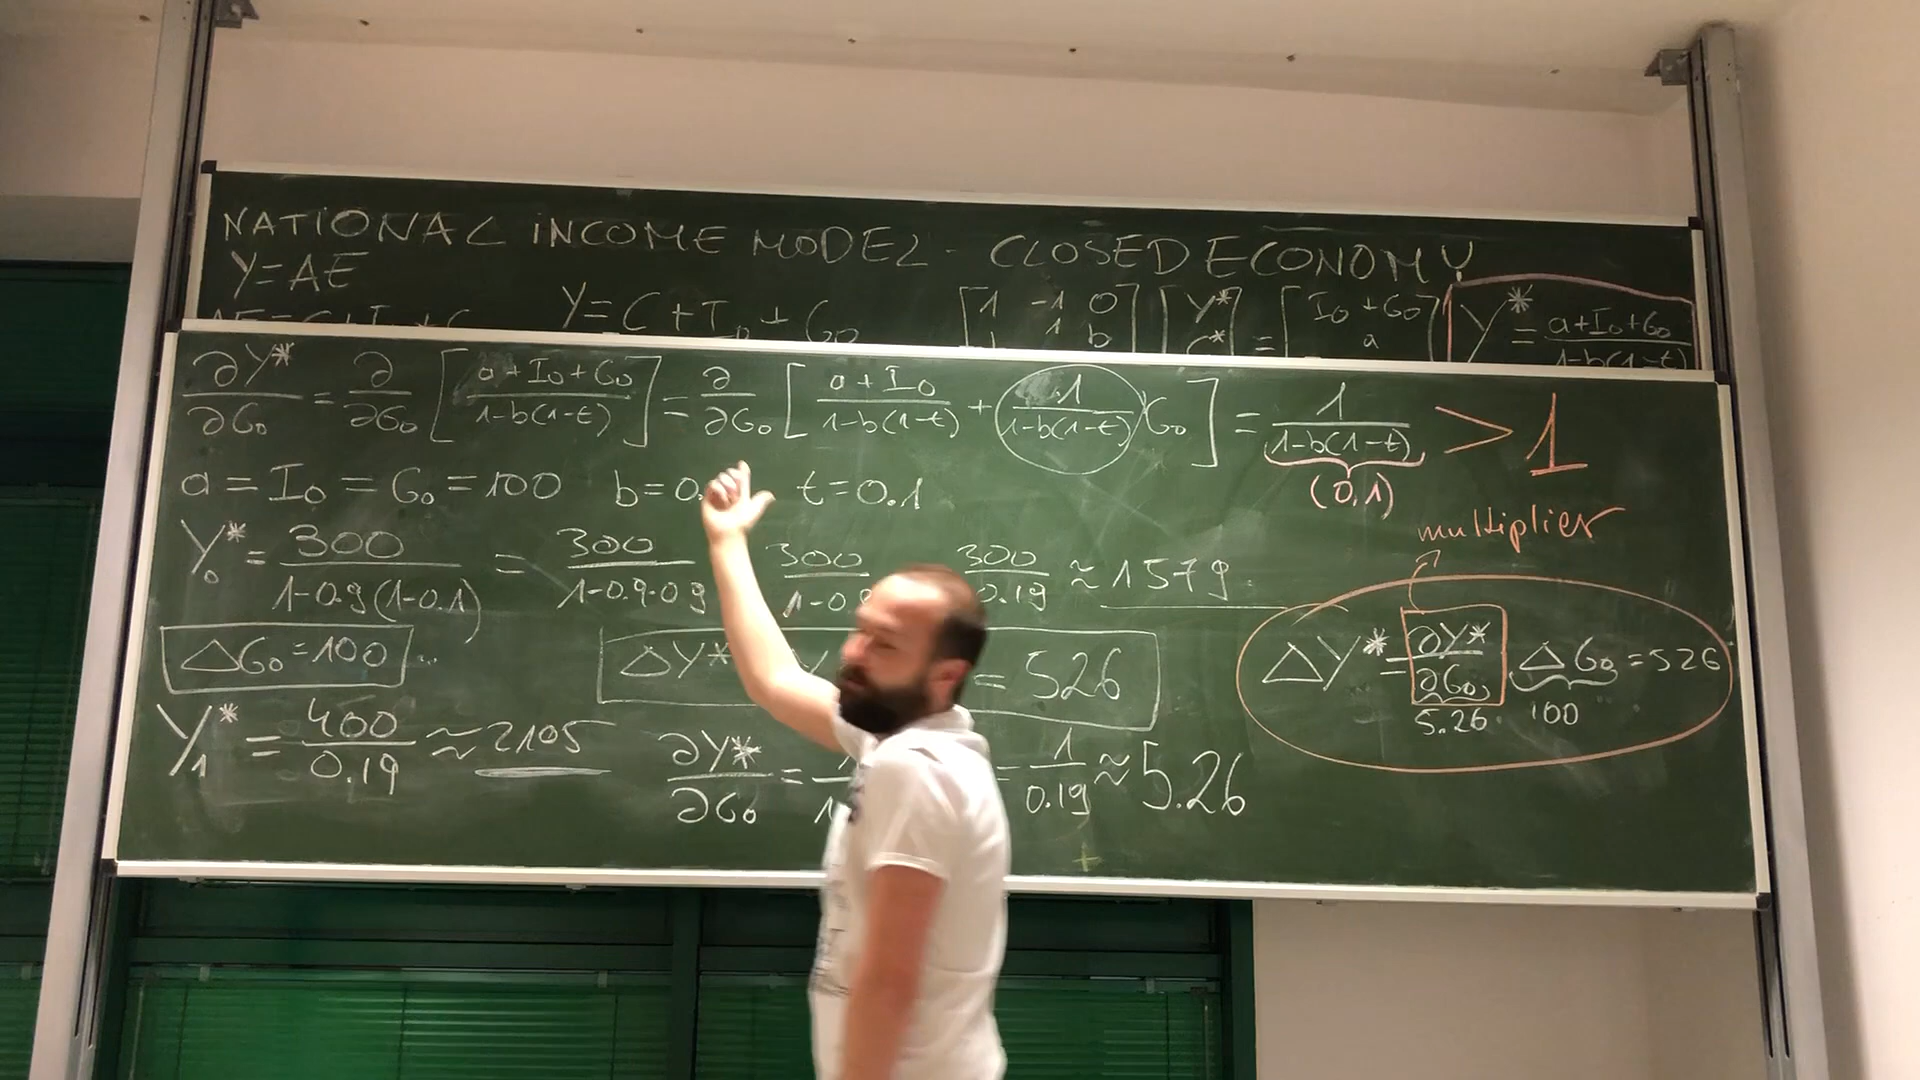 NATIONAL INCOME MODEL - CLOSED ECONOMY
Y=AE
Y=C+I₀+G₀ [1 -1 0 1 b] [Y* C*] = [I₀+G₀ a] Y* = (a+I₀+G₀)/(1-b(1-t))
∂Y*/∂G₀ = ∂/∂G₀ [(a+I₀+G₀)/(1-b(1-t))] = ∂/∂G₀ [(a+I₀)/(1-b(1-t)) + 1/(1-b(1-t)) G₀] = 1/(1-b(1-t)) > 1
(0,1)
a = I₀ = G₀ = 100 b=0. t=0.1
multiplier
Y₀* = 300/(1-0.9(1-0.1)) = 300/(1-0.9·0.9) 300/(1-0.8 300/0.19 ≈ 1579
ΔG₀=100 ΔY* = 526 ΔY* = ∂Y*/∂G₀ · ΔG₀ = 526
5.26 100
Y₁* = 400/0.19 ≈ 2105 ∂Y*/∂G₀ = 1/1 = 1/0.19 ≈ 5.26